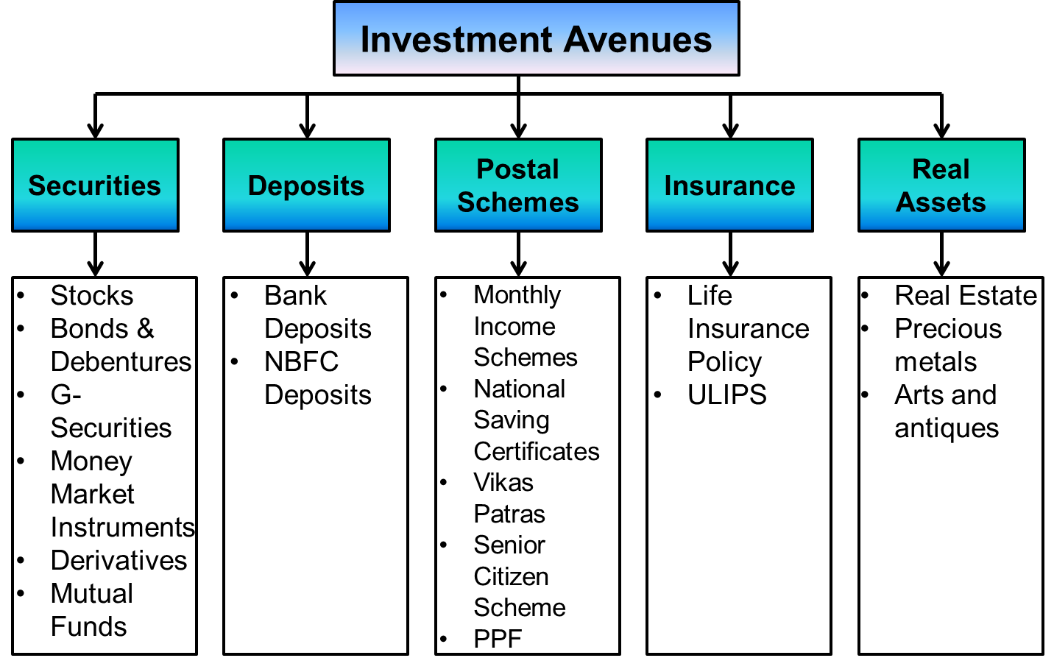 Investment Avenues
Securities
Deposits
Postal
Schemes
Insurance
Real
Assets
• Stocks
• Bonds &
Debentures
• G-
Securities
• Money
Market
Instruments
• Derivatives
• Mutual
Funds
• Bank
Deposits
• NBFC
Deposits
• Monthly
Income
Schemes
• National
Saving
Certificates
• Vikas
Patras
• Senior
Citizen
Scheme
• PPF
• Life
Insurance
Policy
• ULIPS
• Real Estate
• Precious
metals
• Arts and
antiques